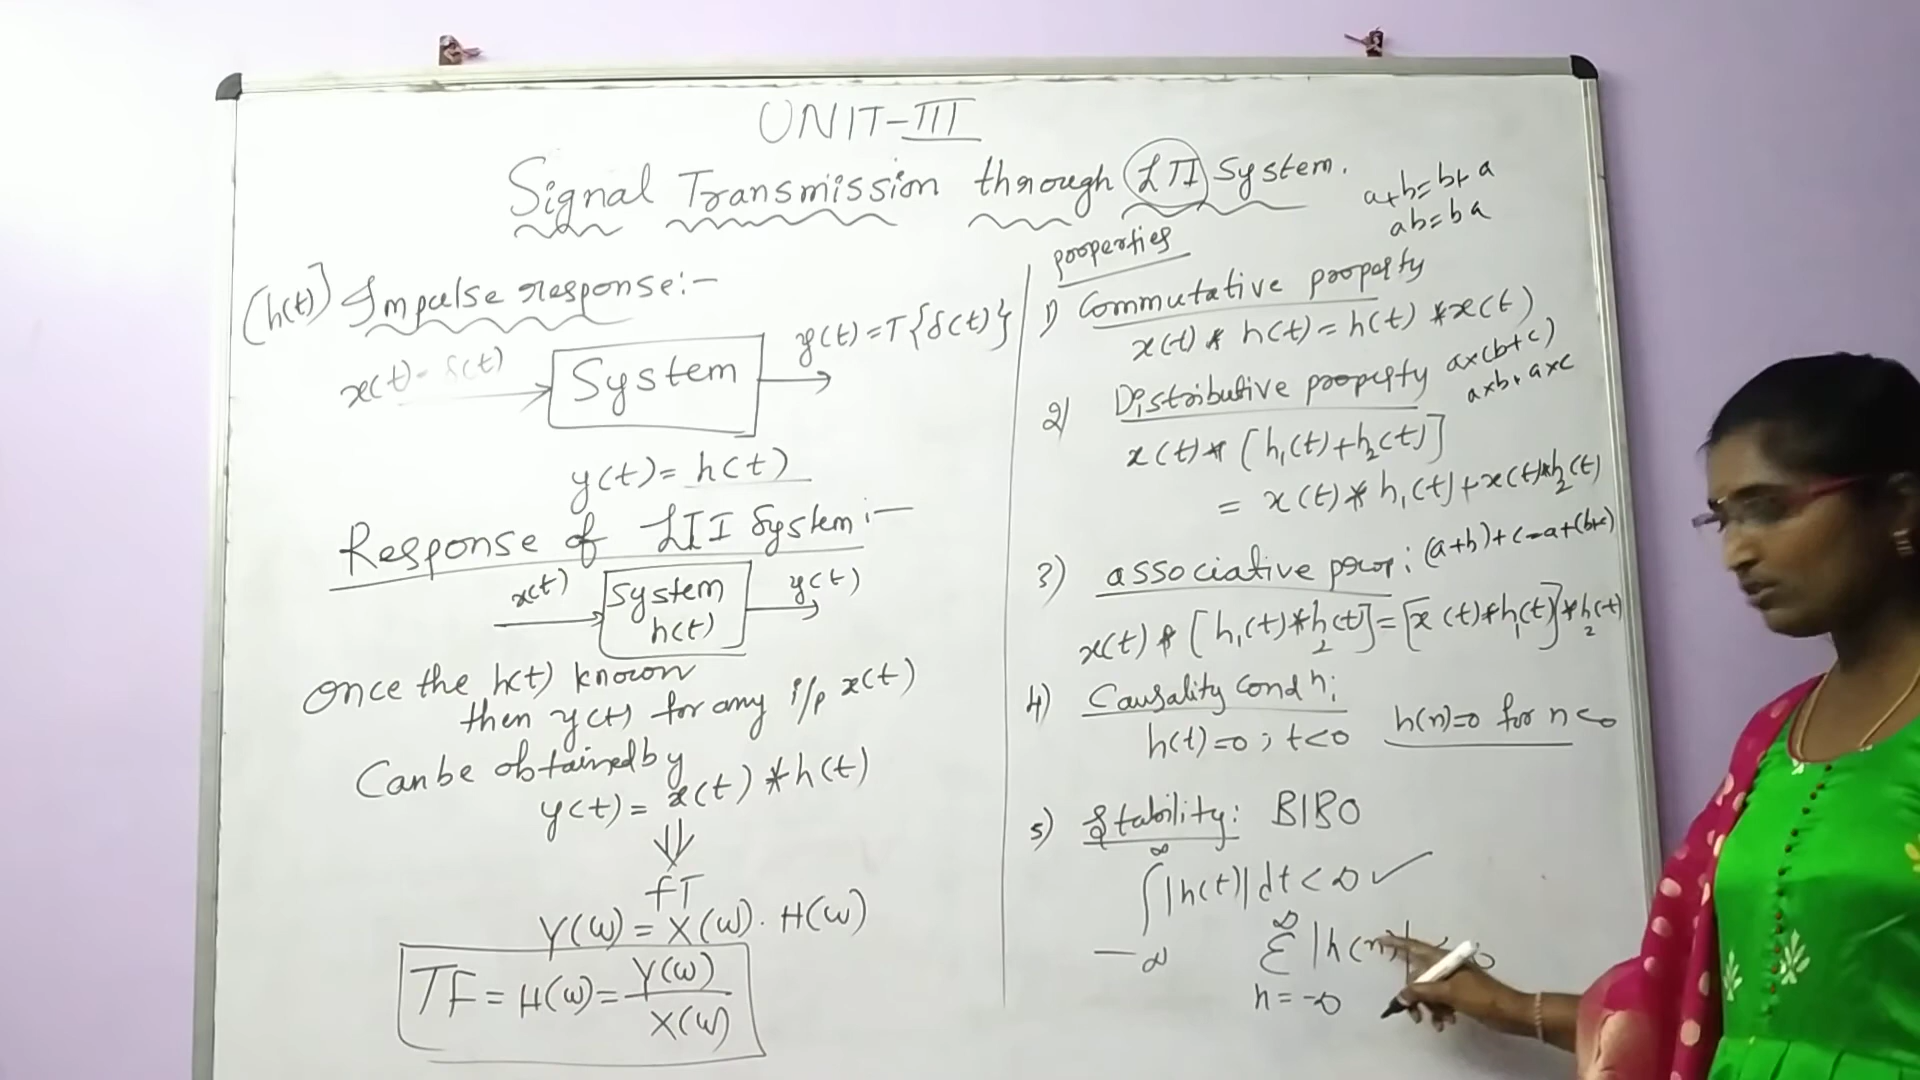 UNIT-III
Signal Transmission through LTI System.
[h(t)] Impulse response:-
x(t)=δ(t)
System
y(t)=T{δ(t)}
y(t)=h(t)
Response of LTI System:-
x(t)
System
h(t)
y(t)
Once the h(t) known
then y(t) for any i/p x(t)
Can be obtained by
y(t)=x(t)*h(t)
⇓
FT
Y(ω)=X(ω).H(ω)
TF=H(ω)=Y(ω)/X(ω)
a+b=b+a
ab=ba
properties
1) Commutative property
x(t)*h(t)=h(t)*x(t)
2) Distributive property a×(b+c)
a×b+a×c
x(t)*[h₁(t)+h₂(t)]
=x(t)*h₁(t)+x(t)*h₂(t)
3) associative prop: (a+b)+c=a+(b+c)
x(t)*[h₁(t)*h₂(t)]=[x(t)*h₁(t)]*h₂(t)
4) Causality Condn:
h(t)=0; t<0 h(n)=0 for n<0
5) Stability: BIBO
∫|h(t)|dt<∞ ✓
∞
-∞
∞
Σ|h(n)|
n=-∞